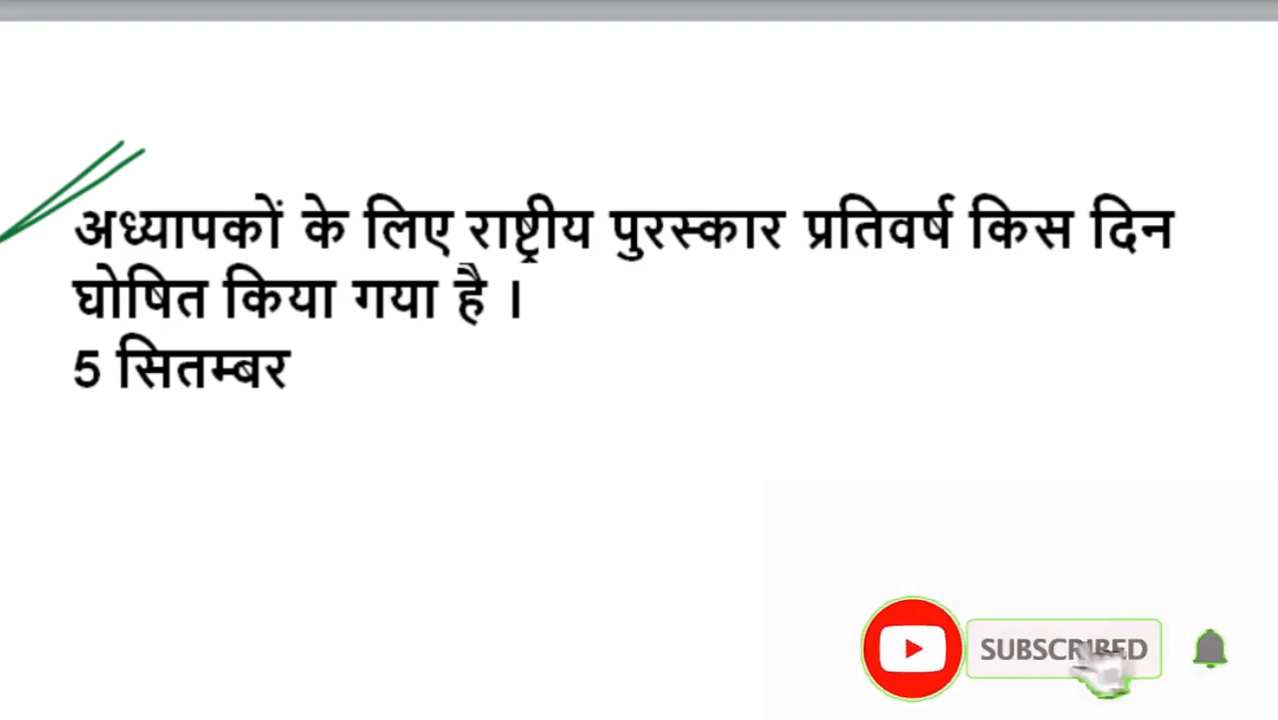 अध्यापकों के लिए राष्ट्रीय पुरस्कार प्रतिवर्ष किस दिन
घोषित किया गया है ।
5 सितम्बर
SUBSCRIBED